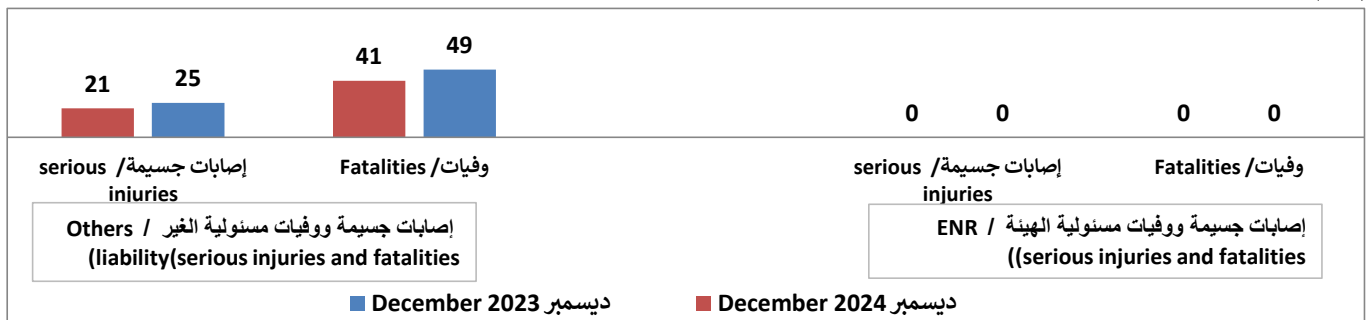 49
41
25
21
0
0
0
0
وفيات/ Fatalities
إصابات جسيمة/ serious
injuries
وفيات/ Fatalities
إصابات جسيمة/ serious
injuries
إصابات جسيمة ووفيات مسئولية الهيئة / ENR
((serious injuries and fatalities
إصابات جسيمة ووفيات مسئولية الغير / Others
(liability(serious injuries and fatalities
ديسمبر December 2023
ديسمبر December 2024